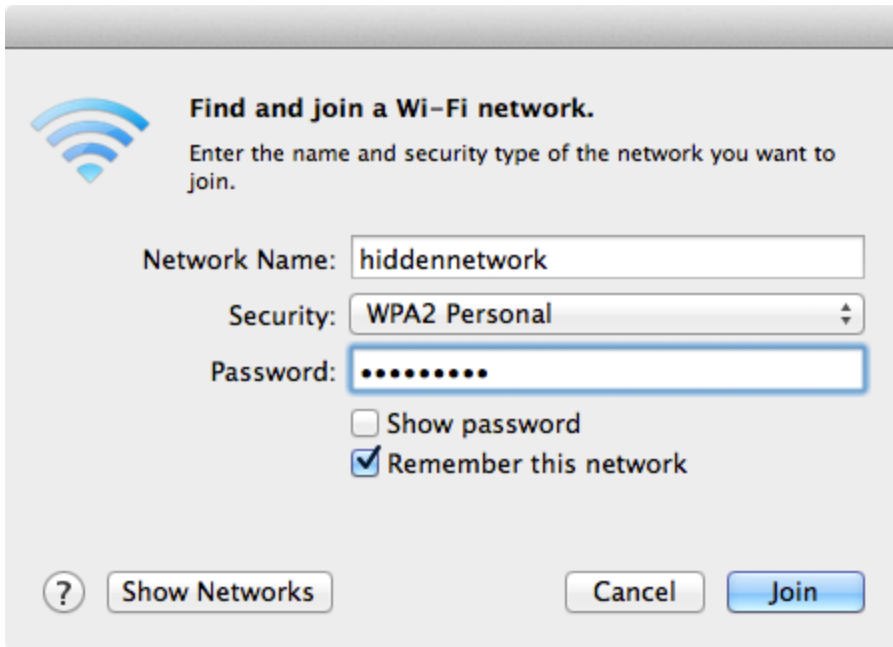 Find and join a Wi-Fi network.
Enter the name and security type of the network you want to
join.
Network Name: hiddennetwork
Security: WPA2 Personal
Password: •••••••••
Show password
Remember this network
? Show Networks Cancel Join